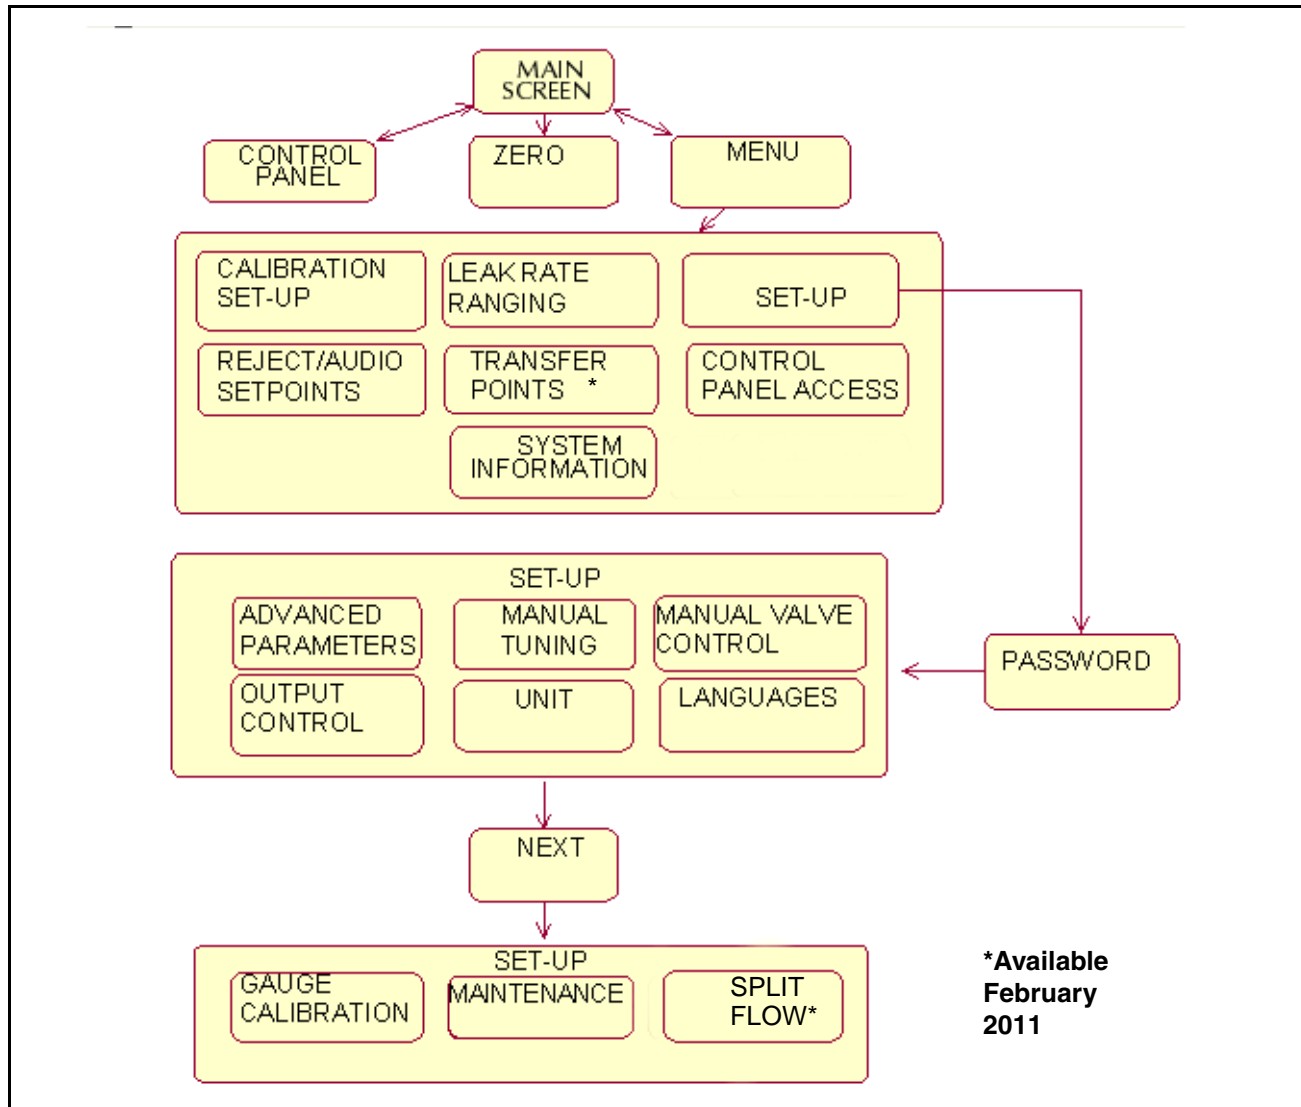 MAIN
SCREEN
CONTROL
PANEL
ZERO
MENU
CALIBRATION
SET-UP
LEAK RATE
RANGING
SET-UP
REJECT/AUDIO
SETPOINTS
TRANSFER
POINTS *
CONTROL
PANEL ACCESS
SYSTEM
INFORMATION
SET-UP
ADVANCED
PARAMETERS
MANUAL
TUNING
MANUAL VALVE
CONTROL
OUTPUT
CONTROL
UNIT
LANGUAGES
PASSWORD
NEXT
SET-UP
GAUGE
CALIBRATION
MAINTENANCE
SPLIT
FLOW*
*Available
February
2011